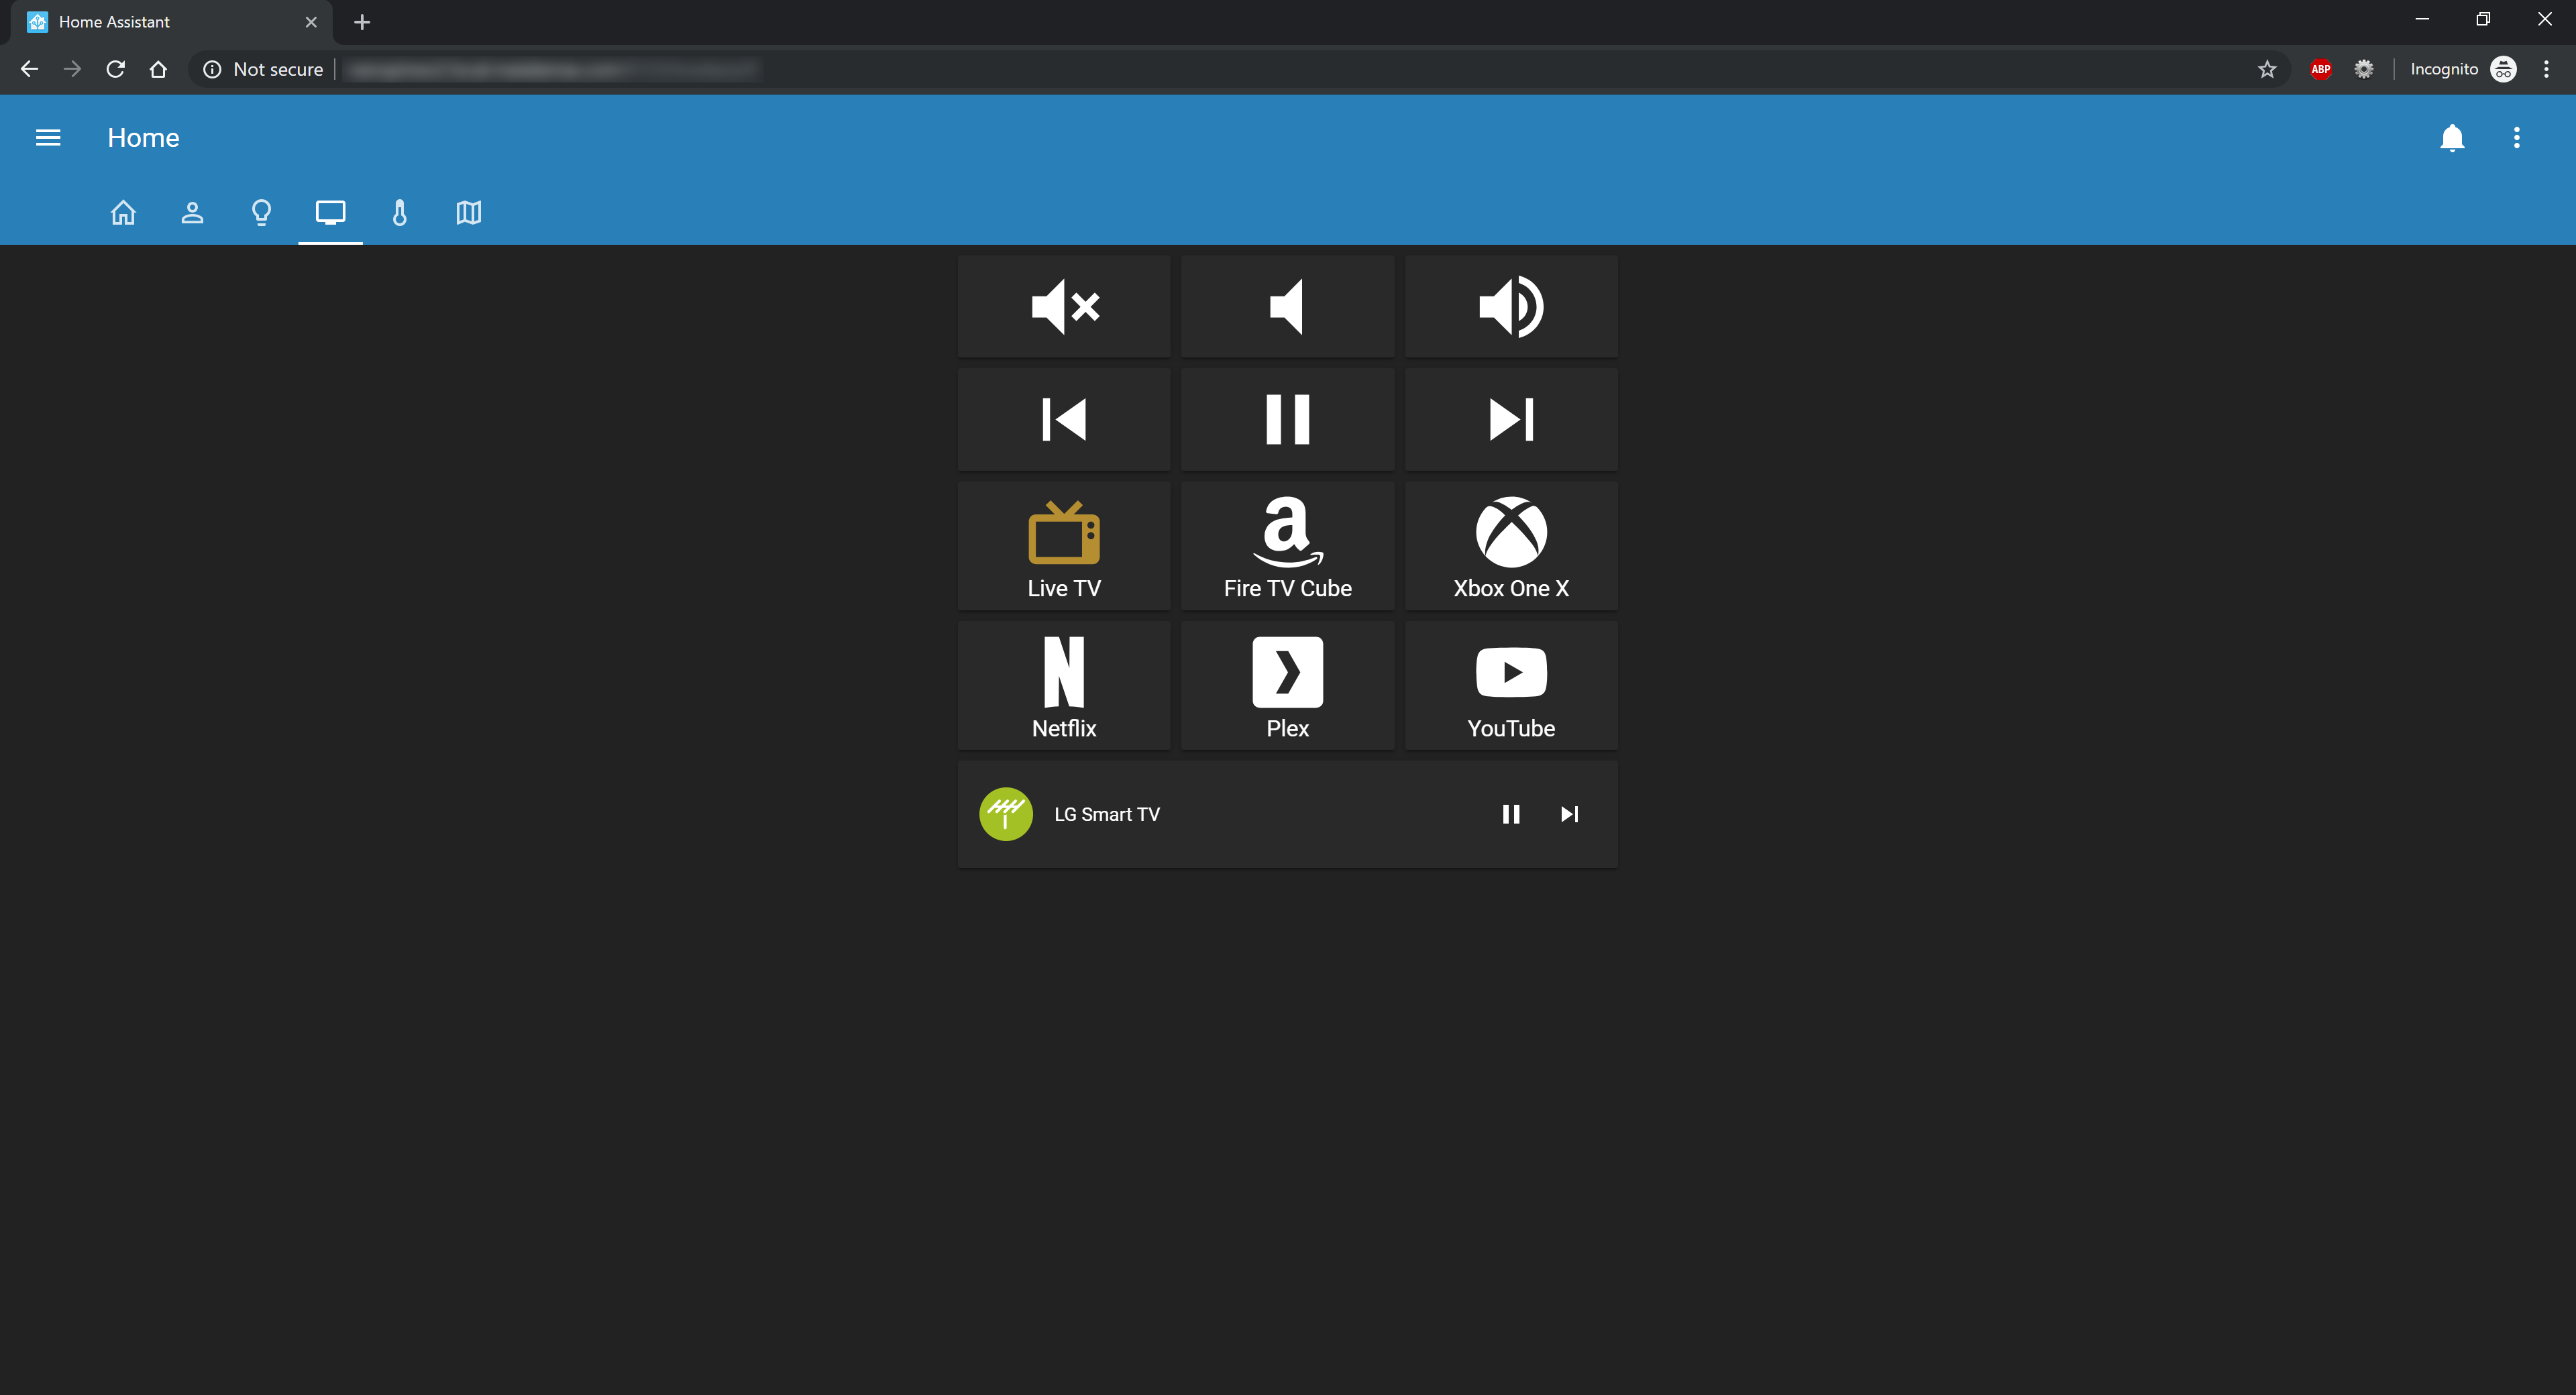 Home Assistant
Not secure
ABP
Incognito
Home
Live TV
Fire TV Cube
Xbox One X
Netflix
Plex
YouTube
LG Smart TV